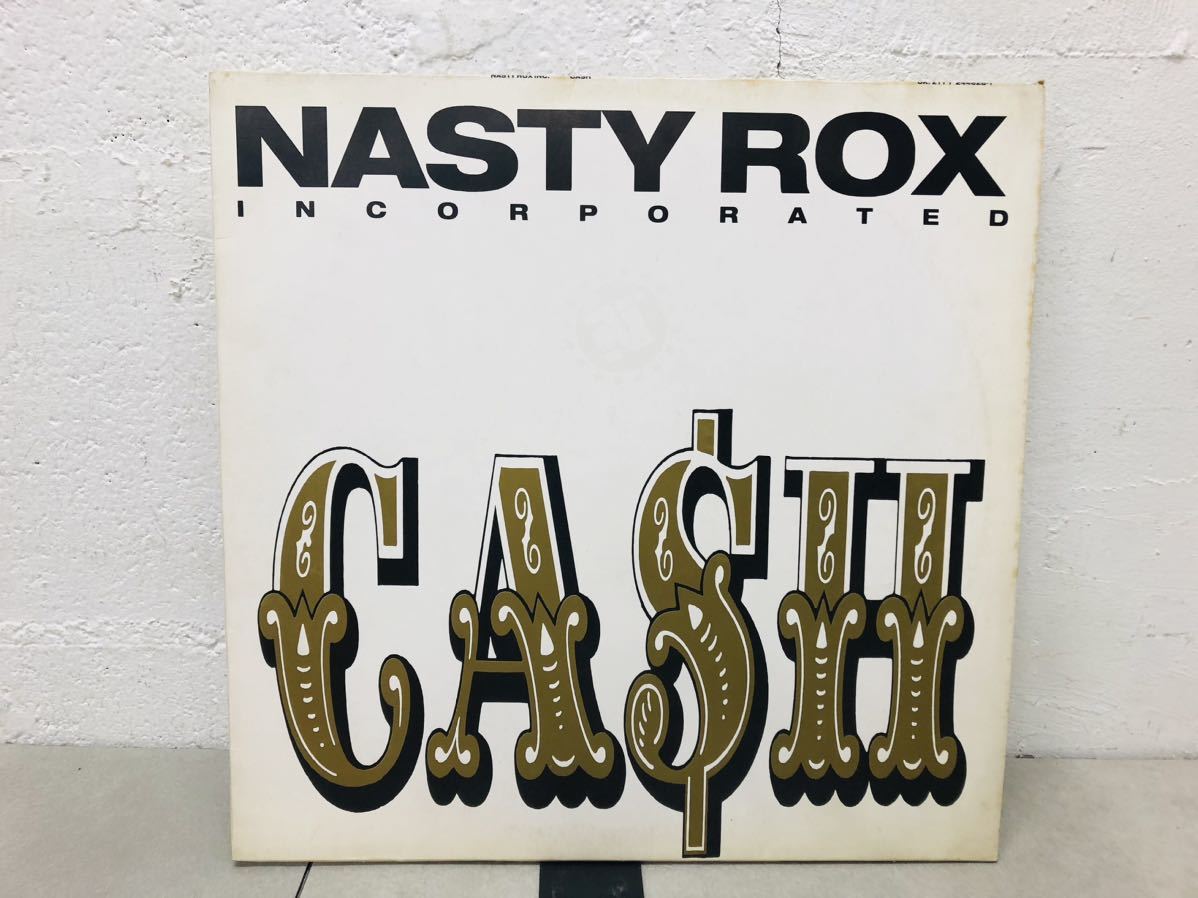 NASTY ROX INC. CASH
NASTY ROX
INCORPORATED
CA$H